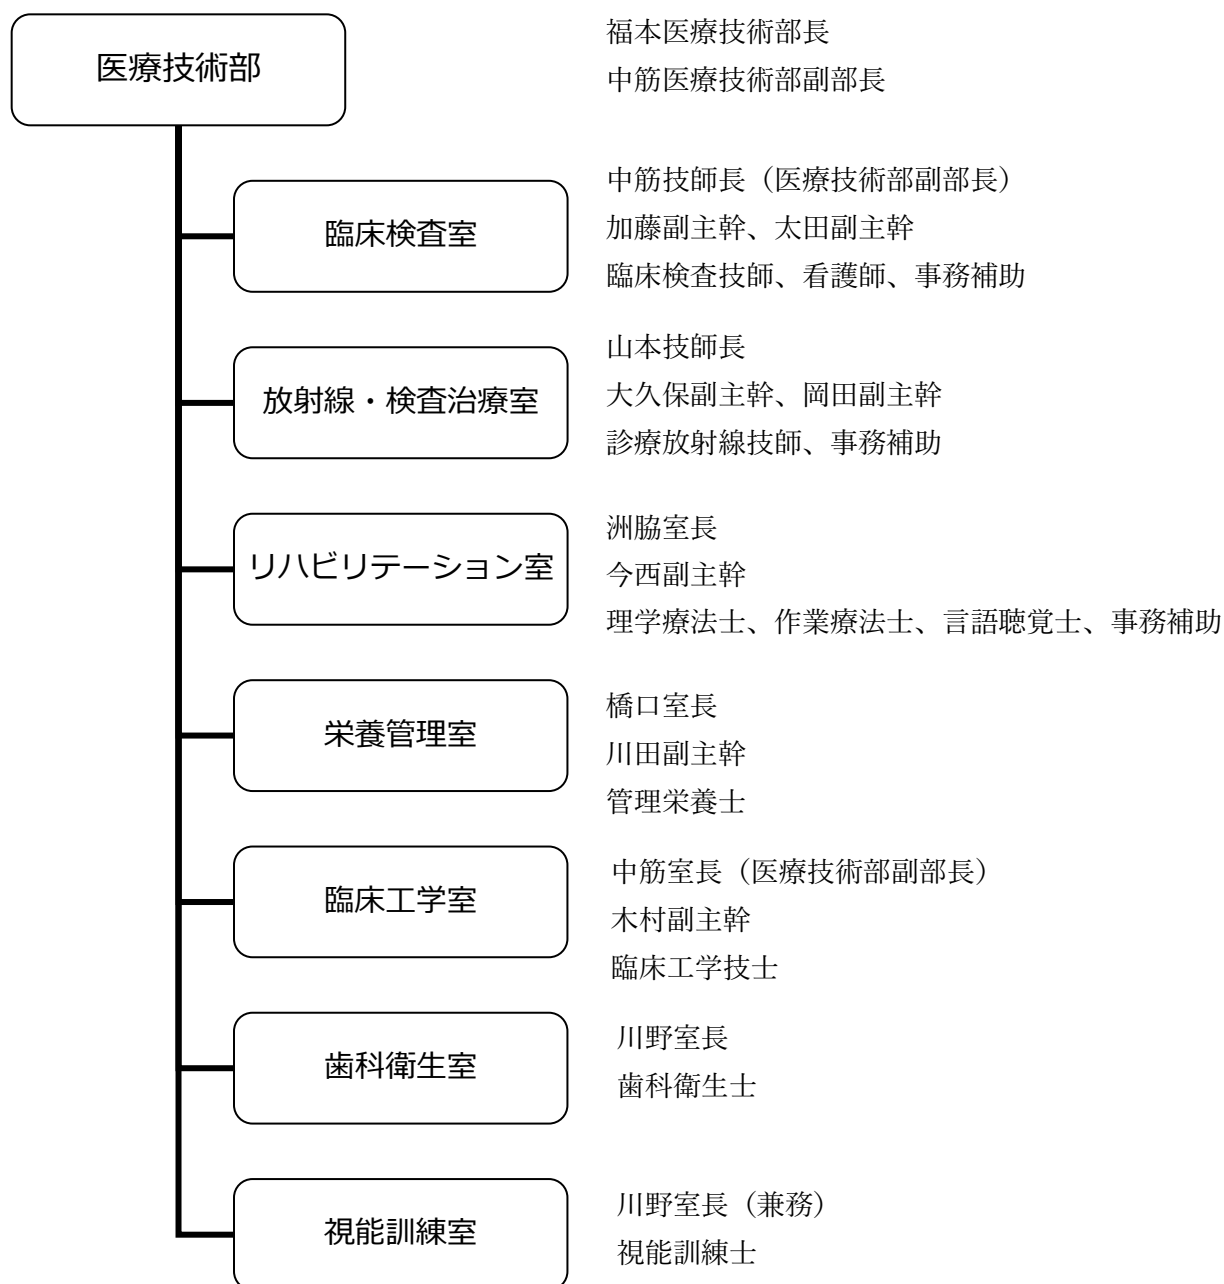 医療技術部
福本医療技術部長
中筋医療技術部副部長
臨床検査室
中筋技師長（医療技術部副部長）
加藤副主幹、太田副主幹
臨床検査技師、看護師、事務補助
放射線・検査治療室
山本技師長
大久保副主幹、岡田副主幹
診療放射線技師、事務補助
リハビリテーション室
洲脇室長
今西副主幹
理学療法士、作業療法士、言語聴覚士、事務補助
栄養管理室
橋口室長
川田副主幹
管理栄養士
臨床工学室
中筋室長（医療技術部副部長）
木村副主幹
臨床工学技士
歯科衛生室
川野室長
歯科衛生士
視能訓練室
川野室長（兼務）
視能訓練士